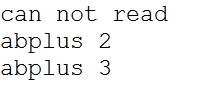 can not read
abplus 2
abplus 3